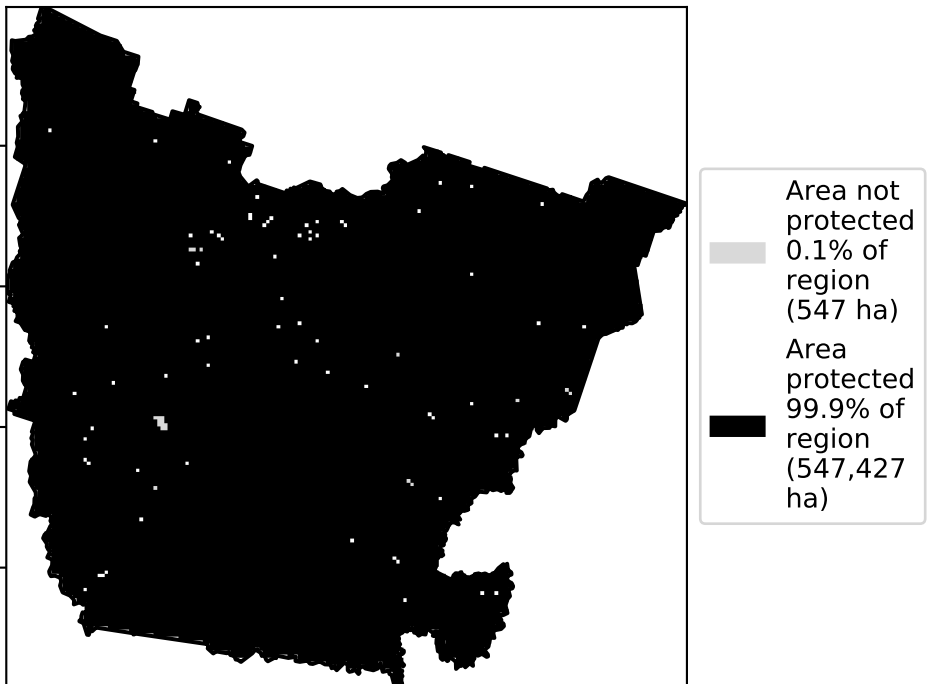 Area not
protected
0.1% of
region
(547 ha)
Area
protected
99.9% of
region
(547,427
ha)